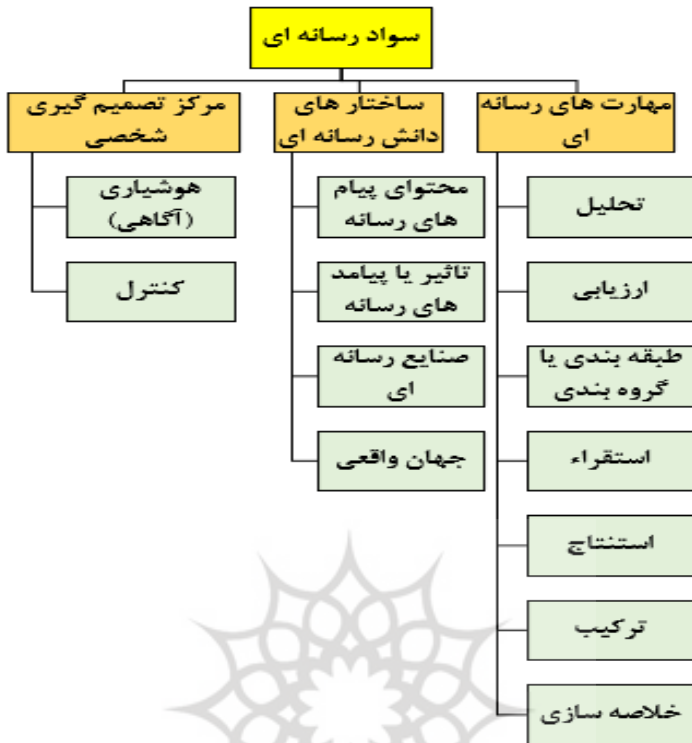 سواد رسانه ای
مهارت های رسانه
ای
تحلیل
ارزیابی
طبقه بندی یا
گروه بندی
استقراء
استنتاج
ترکیب
خلاصه سازی
ساختار های
دانش رسانه ای
محتوای پیام
های رسانه
تاثیر یا پیامد
های رسانه
صنایع رسانه
ای
جهان واقعی
مرکز تصمیم گیری
شخصی
هوشیاری
(آگاهی)
کنترل